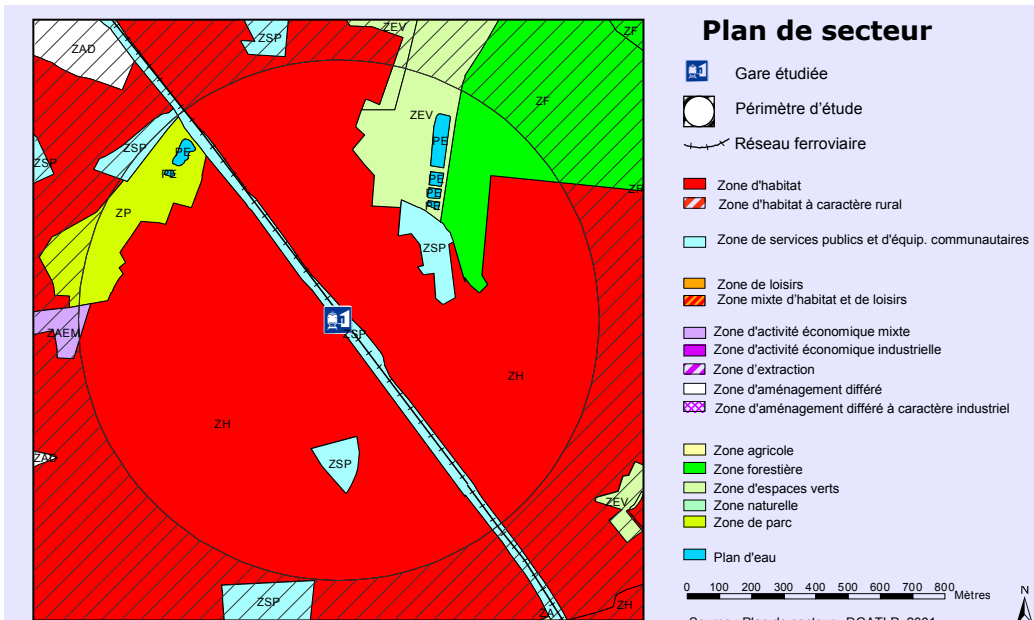 Plan de secteur
Gare étudiée
Périmètre d'étude
Réseau ferroviaire
Zone d'habitat
Zone d'habitat à caractère rural
Zone de services publics et d'équip. communautaires
Zone de loisirs
Zone mixte d'habitat et de loisirs
Zone d'activité économique mixte
Zone d'activité économique industrielle
Zone d'extraction
Zone d'aménagement différé
Zone d'aménagement différé à caractère industriel
Zone agricole
Zone forestière
Zone d'espaces verts
Zone naturelle
Zone de parc
Plan d'eau
0 100 200 300 400 500 600 700 800 Mètres
N
ZAD
ZSP
ZEV
ZF
ZF
ZEV
PE
ZSP
ZSP
PE
PE
PE
PE
PE
ZF
ZP
ZSP
ZAEM
ZSP
ZH
ZH
ZAD
ZSP
ZEV
ZSP
ZA
ZH